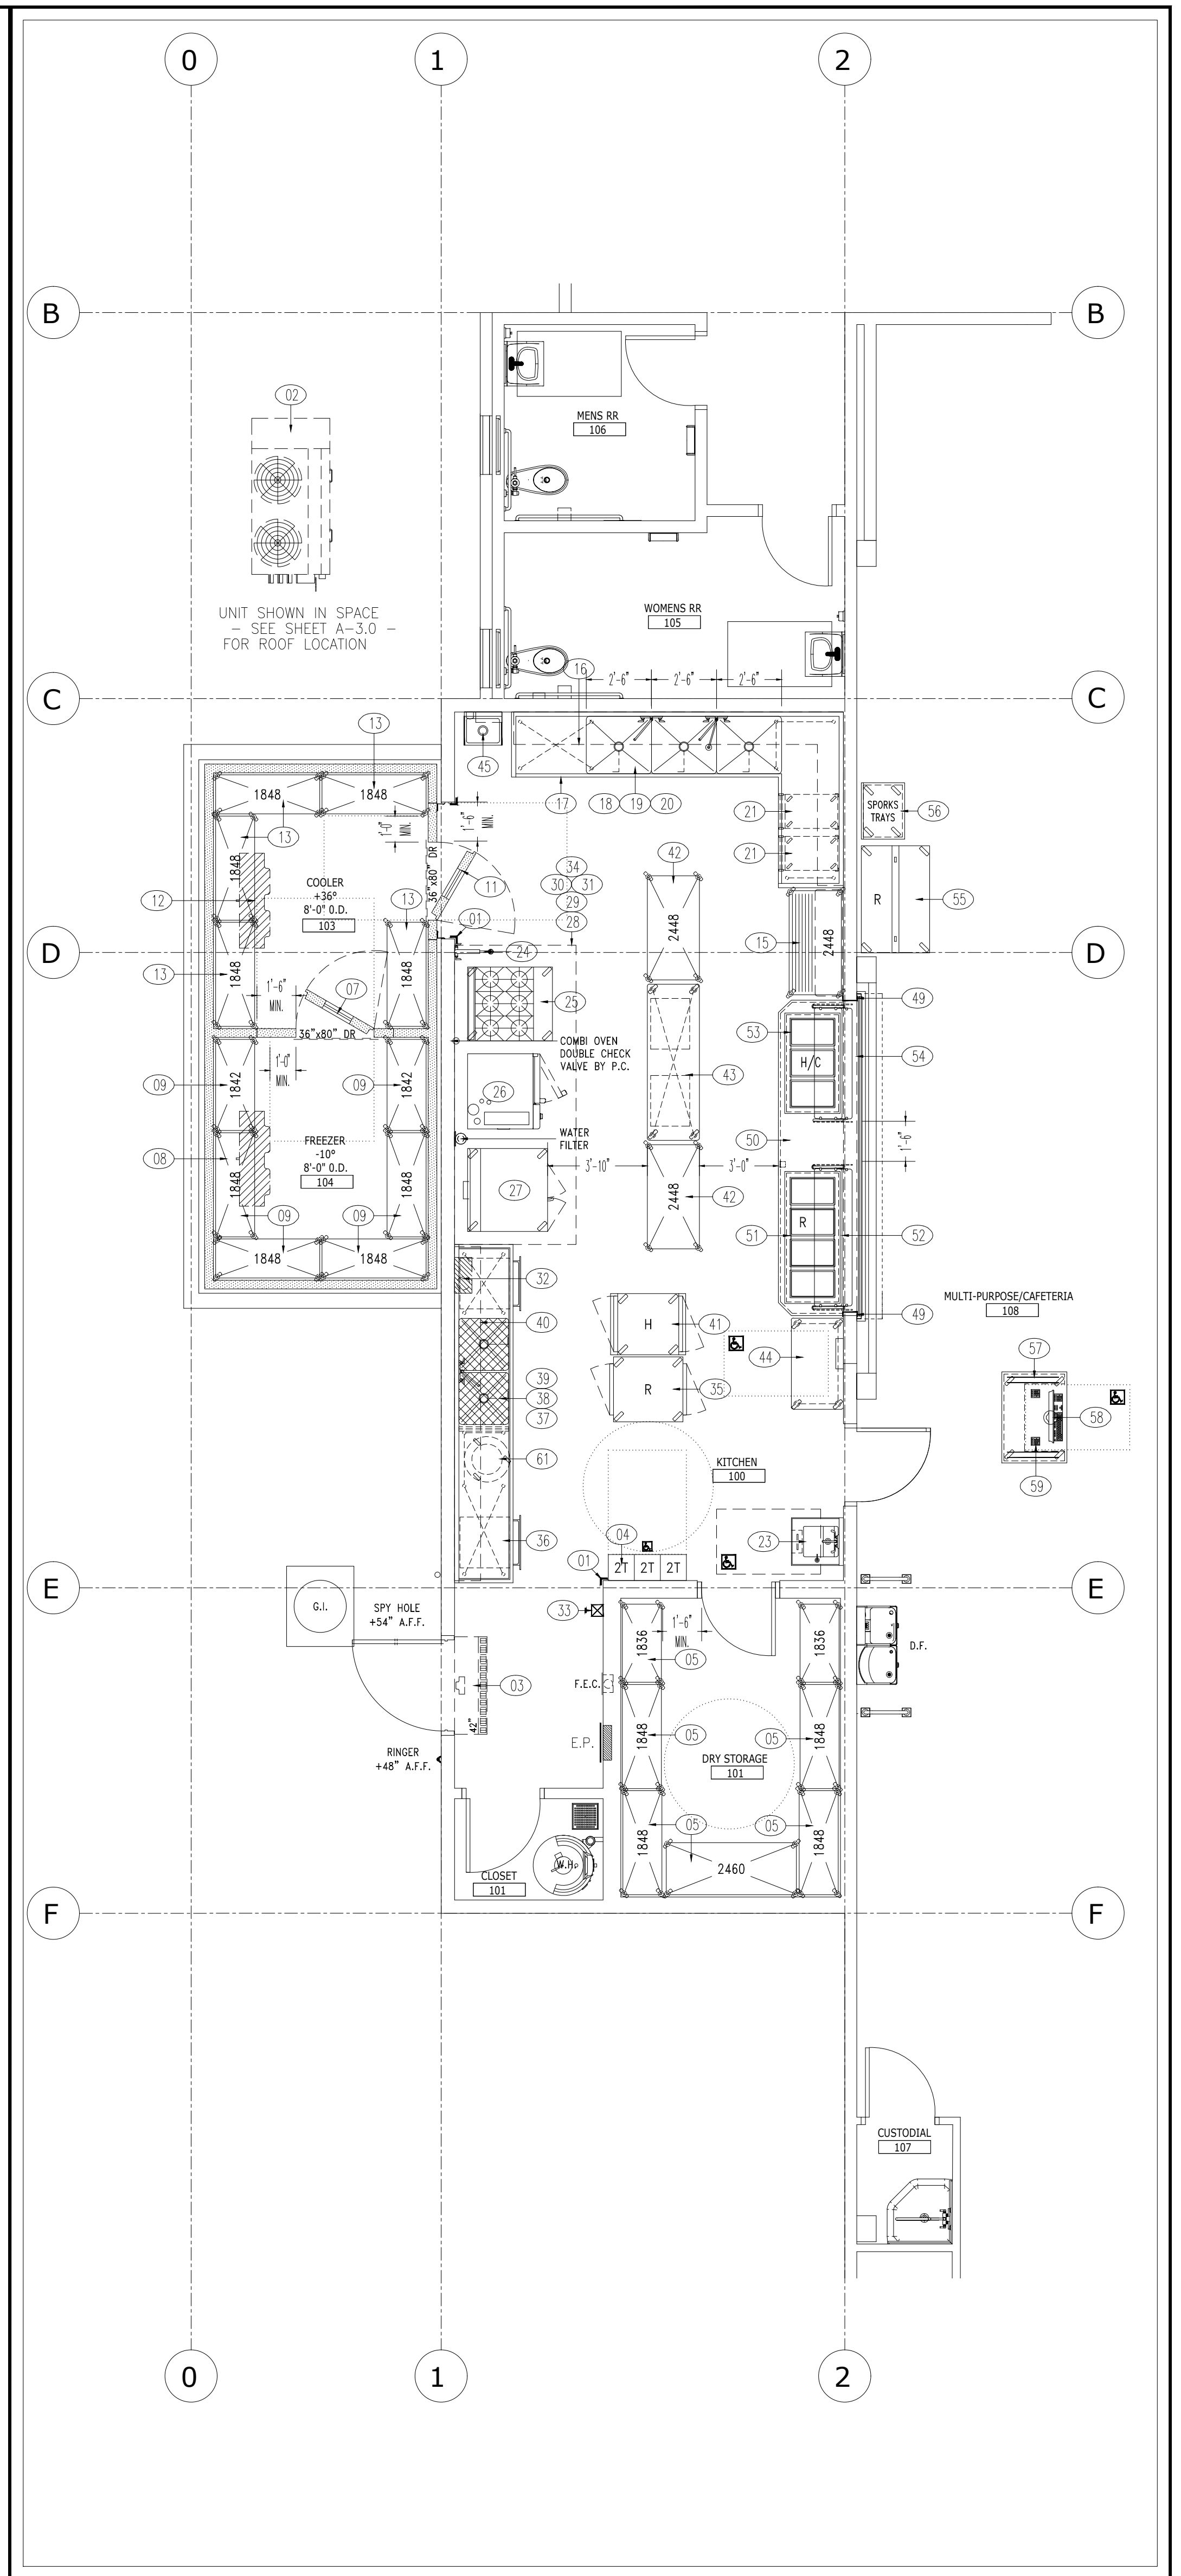 0
1
2
B
B
02
MENS RR
106
UNIT SHOWN IN SPACE
- SEE SHEET A-3.0 -
FOR ROOF LOCATION
WOMENS RR
105
16
2'-6"
2'-6"
2'-6"
C
C
13
45
1848
1848
17
18
19
20
13
1'-0"
MIN.
1'-6"
MIN.
21
SPORKS
TRAYS
56
1848
36"x80" DR
11
34
30
31
29
28
42
21
COOLER
+36°
8'-0" O.D.
103
12
13
01
2448
R
55
15
2448
D
24
D
13
1848
1848
1'-6"
MIN.
07
25
49
36"x80" DR
53
COMBI OVEN
DOUBLE CHECK
VALVE BY P.C.
54
H/C
1'-0"
MIN.
09
1842
09
1842
26
43
50
1'-6"
WATER
FILTER
FREEZER
-10°
8'-0" O.D.
104
08
3'-10"
3'-0"
1848
1848
27
42
2448
51
R
52
09
09
1848
1848
32
MULTI-PURPOSE/CAFETERIA
108
40
H
41
49
44
57
39
38
37
R
35
58
61
KITCHEN
100
59
04
23
36
01
2T
2T
2T
E
E
G.I.
SPY HOLE
+54" A.F.F.
33
1'-6"
MIN.
1836
1836
D.F.
05
03
F.E.C.
42"
E.P.
1848
05
05
1848
RINGER
+48" A.F.F.
DRY STORAGE
101
05
05
1848
1848
W.H.
2460
CLOSET
101
F
F
CUSTODIAL
107
0
1
2